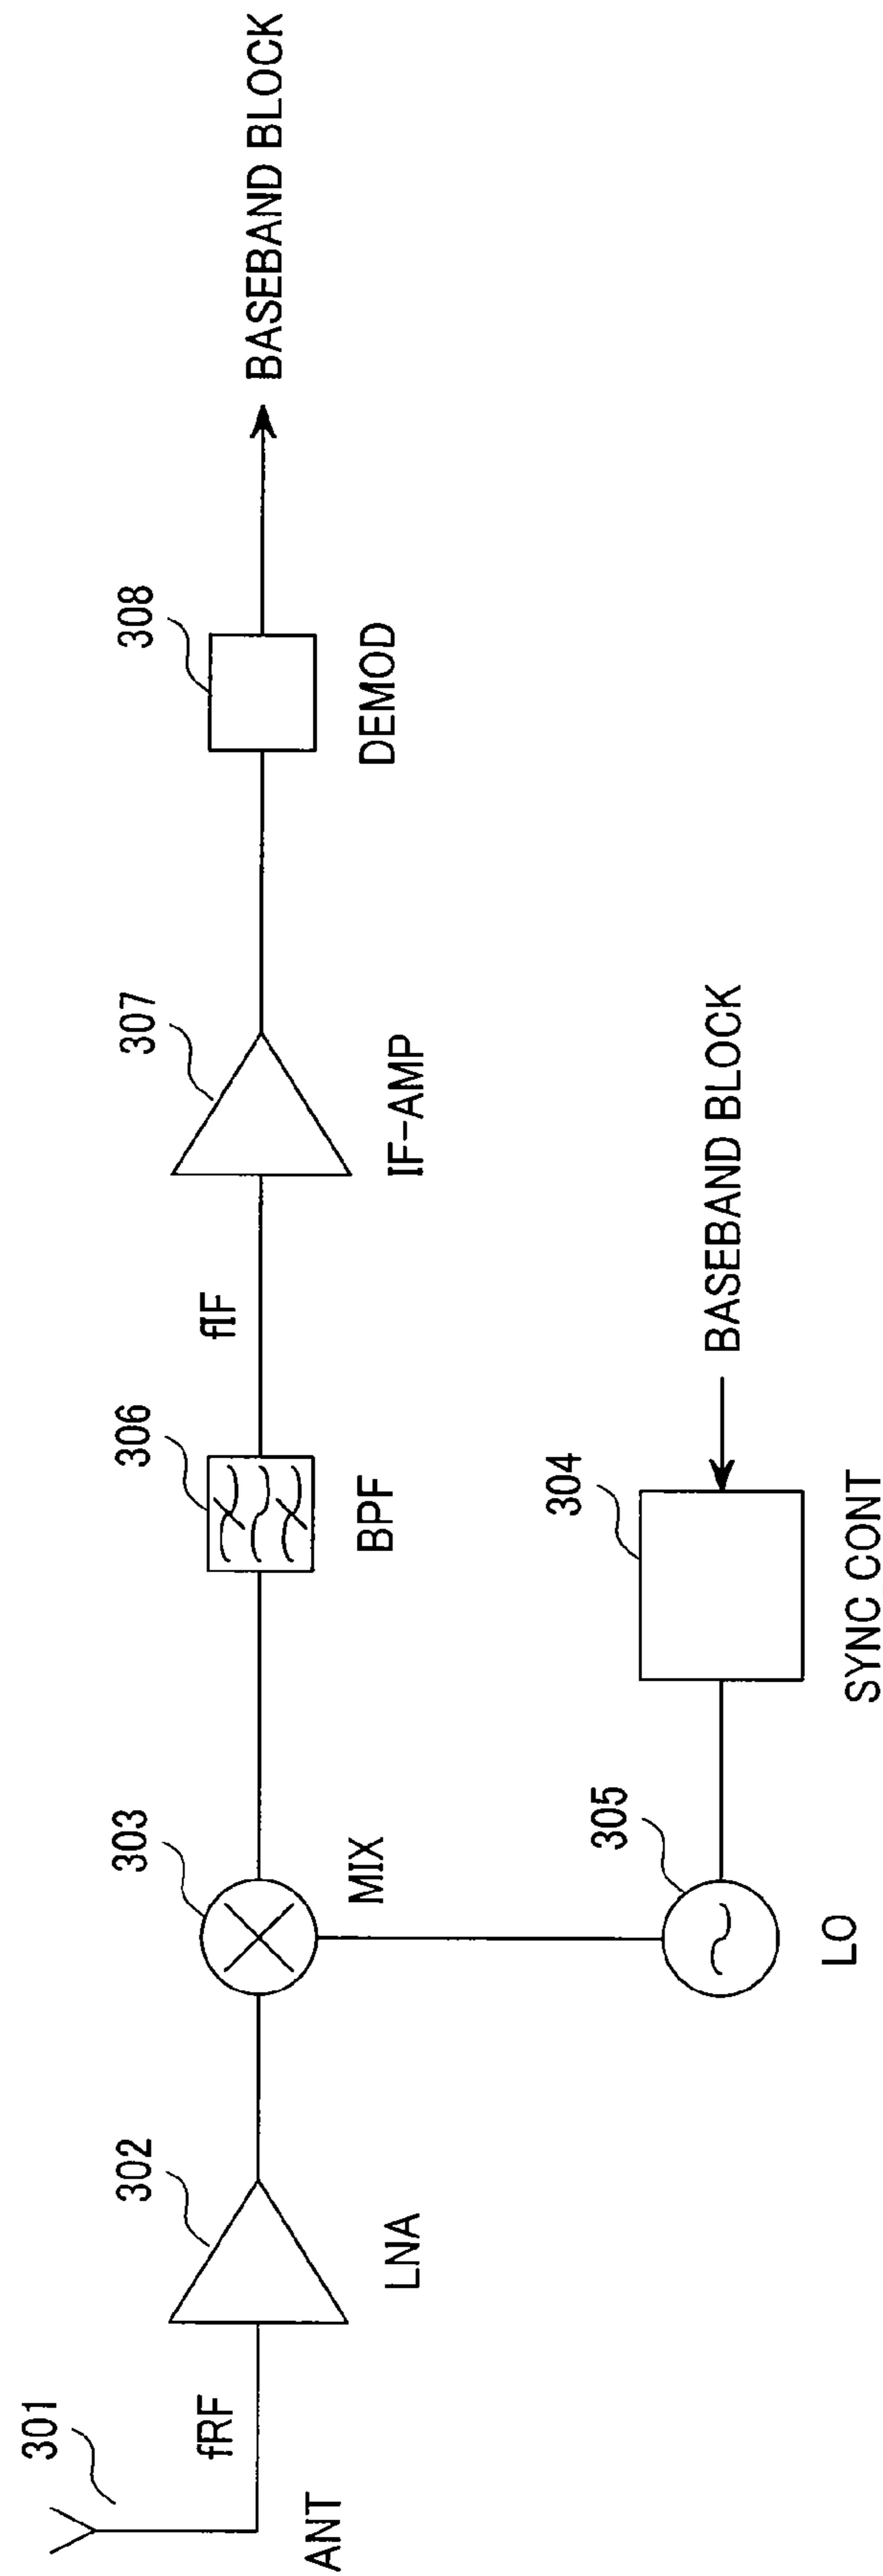 301
ANT
fRF
302
LNA
303
MIX
306
BPF
fIF
307
IF-AMP
308
DEMOD
BASEBAND BLOCK
305
LO
304
SYNC CONT
BASEBAND BLOCK